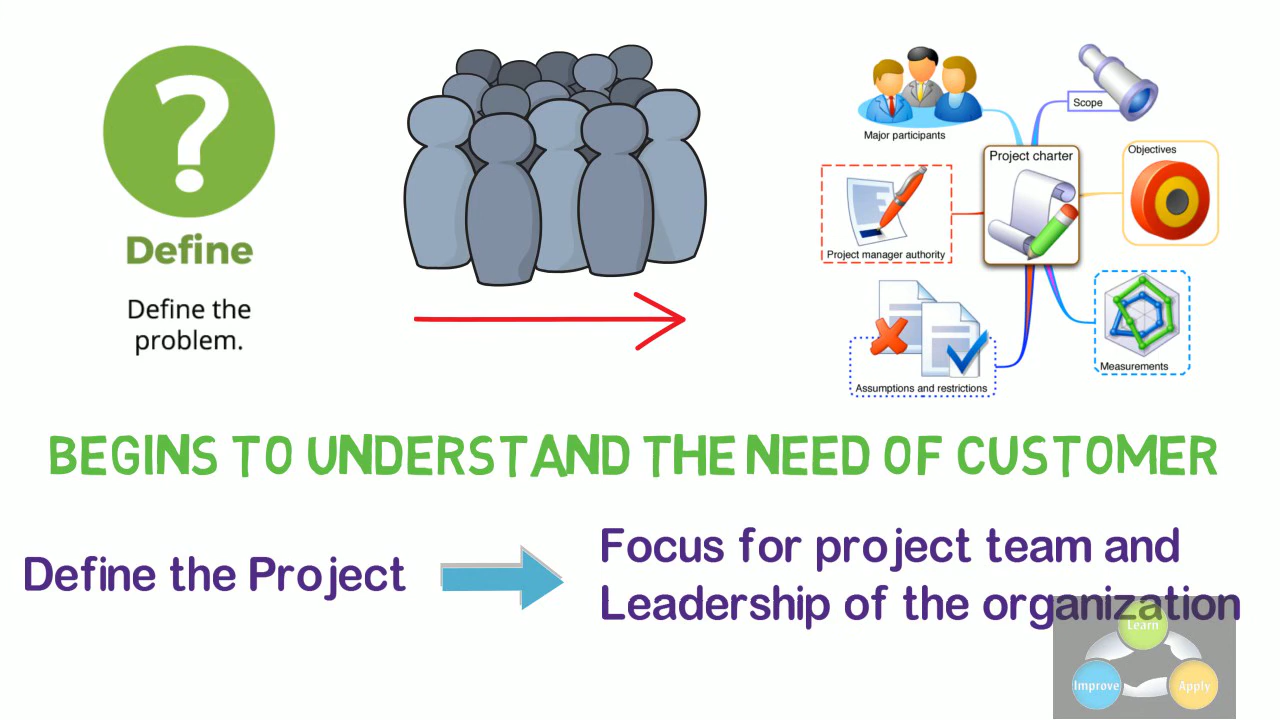 Define
Define the
problem.
Major participants
Scope
Project charter
Objectives
Project manager authority
Measurements
Assumptions and restrictions
BEGINS TO UNDERSTAND THE NEED OF CUSTOMER
Define the Project
Focus for project team and
Leadership of the organization
Learn
Improve
Apply